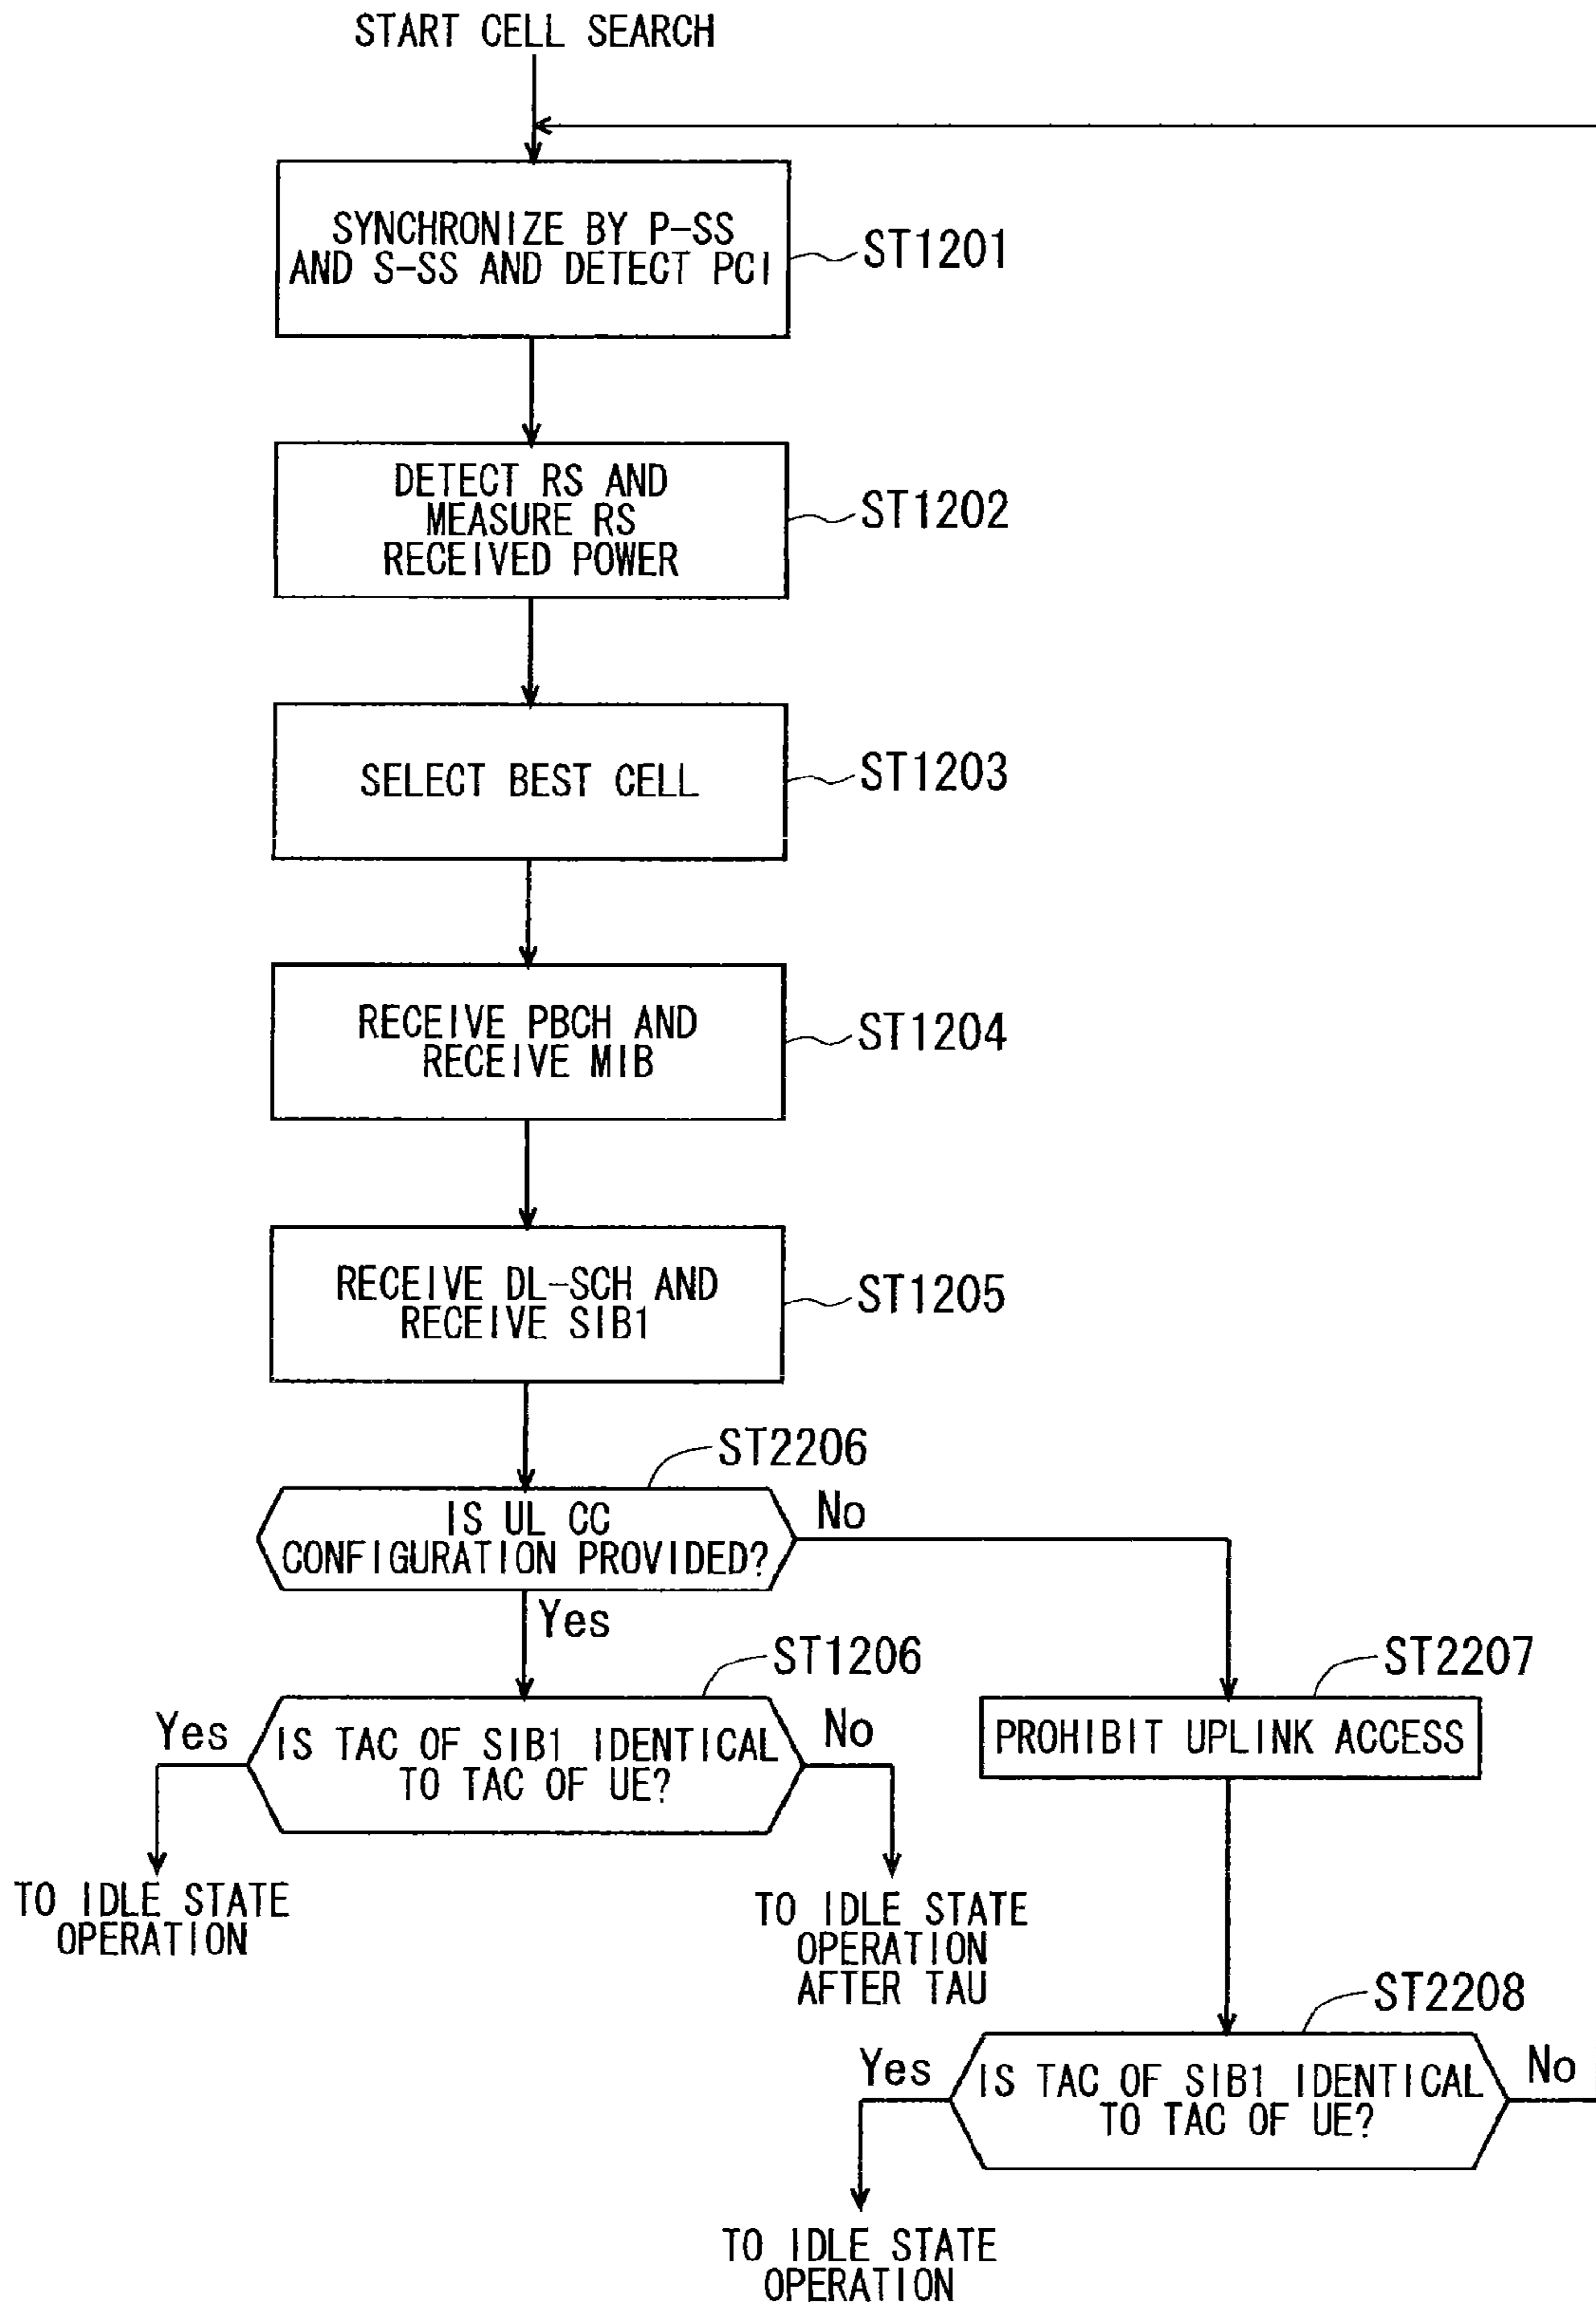 START CELL SEARCH
SYNCHRONIZE BY P-SS
AND S-SS AND DETECT PCI
ST1201
DETECT RS AND
MEASURE RS
RECEIVED POWER
ST1202
SELECT BEST CELL
ST1203
RECEIVE PBCH AND
RECEIVE MIB
ST1204
RECEIVE DL-SCH AND
RECEIVE SIB1
ST1205
ST2206
IS UL CC
CONFIGURATION PROVIDED?
No
Yes
ST1206
ST2207
Yes
IS TAC OF SIB1 IDENTICAL
TO TAC OF UE?
No
PROHIBIT UPLINK ACCESS
TO IDLE STATE
OPERATION
TO IDLE STATE
OPERATION
AFTER TAU
ST2208
Yes
IS TAC OF SIB1 IDENTICAL
TO TAC OF UE?
No
TO IDLE STATE
OPERATION